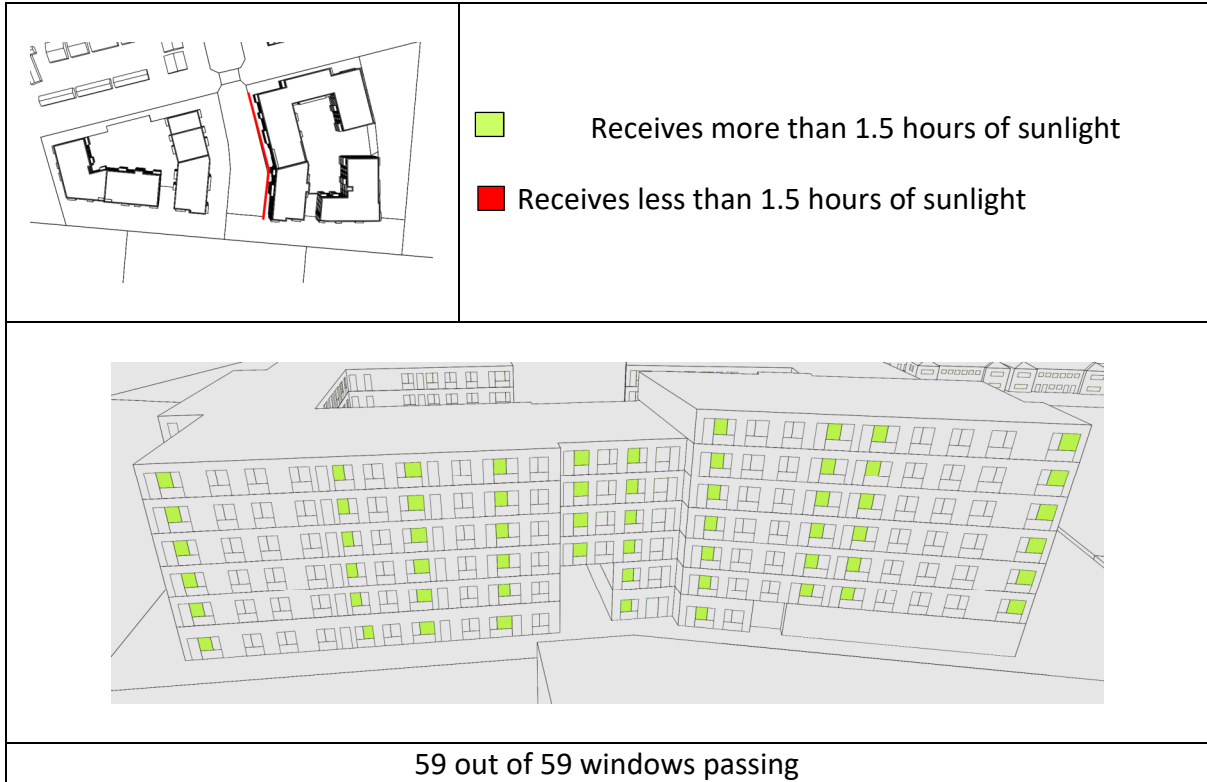 Receives more than 1.5 hours of sunlight
Receives less than 1.5 hours of sunlight
59 out of 59 windows passing